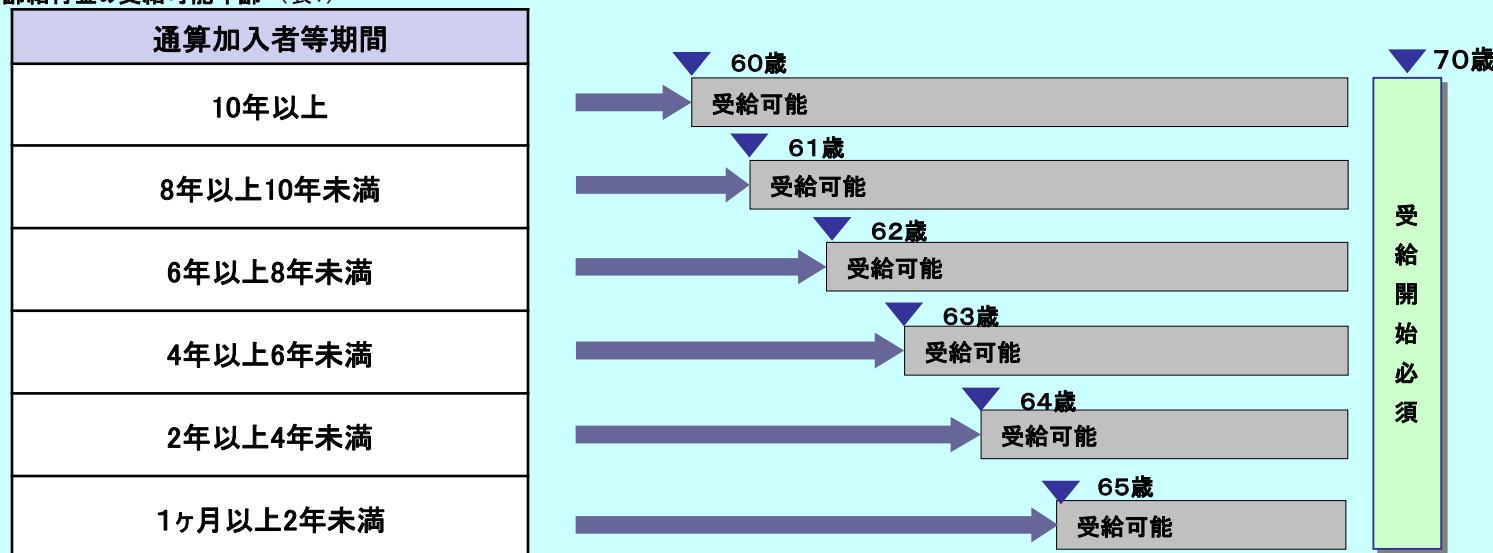 通算加入者等期間
10年以上
60歳
受給可能
8年以上10年未満
61歳
受給可能
6年以上8年未満
62歳
受給可能
4年以上6年未満
63歳
受給可能
2年以上4年未満
64歳
受給可能
1ヶ月以上2年未満
65歳
受給可能
70歳
受給開始必須